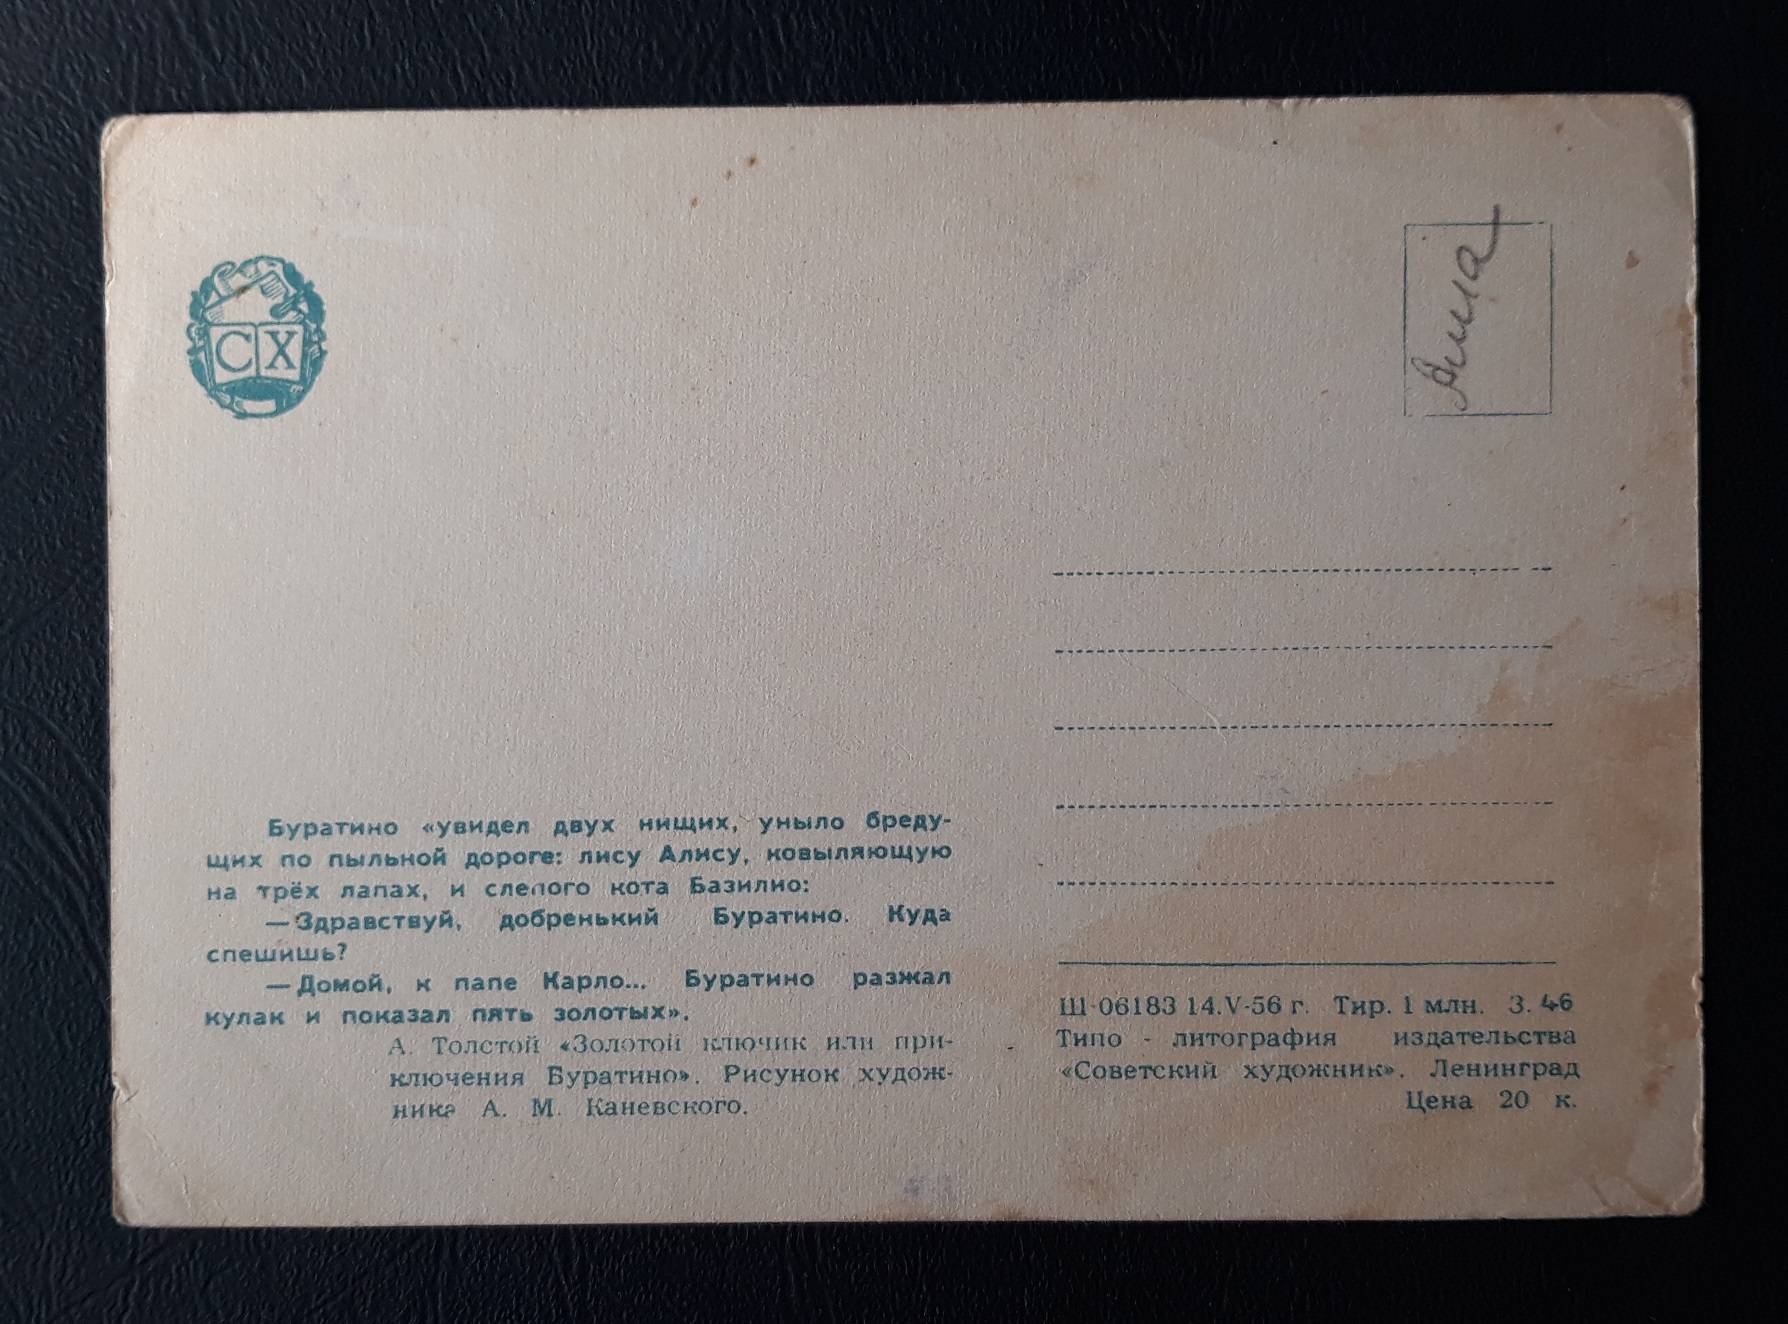 СХ
Анна
Буратино «увидел двух нищих, уныло бреду-
щих по пыльной дороге: лису Алису, ковыляющую
на трёх лапах, и слепого кота Базилио:
— Здравствуй, добренький Буратино. Куда
спешишь?
— Домой, к папе Карло... Буратино разжал
кулак и показал пять золотых».
А. Толстой «Золотой ключик или при-
ключения Буратино». Рисунок худож-
ника А. М. Каневского.
Ш-06183 14.V-56 г. Тир. 1 млн. З. 46
Типо - литография издательства
«Советский художник». Ленинград
Цена 20 к.